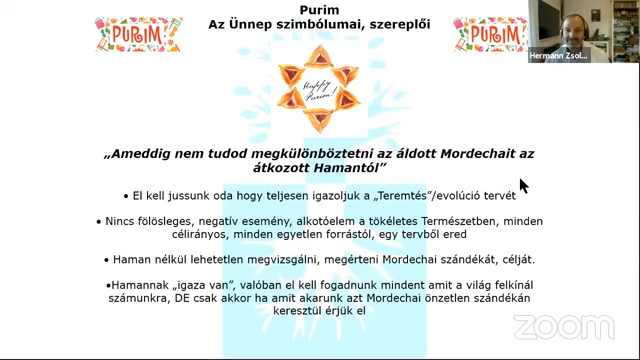 Purim
Az Ünnep szimbólumai, szereplői
PURIM
PURIM
Hermann Zsol...
Happy
Purim!
„Ameddig nem tudod megkülönböztetni az áldott Mordechait az
átkozott Hamantól”
• El kell jussunk oda hogy teljesen igazoljuk a „Teremtés”/evolúció tervét
• Nincs fölösleges, negatív esemény, alkotóelem a tökéletes Természetben, minden
célirányos, minden egyetlen forrástól, egy tervből ered
• Haman nélkül lehetetlen megvizsgálni, megérteni Mordechai szándékát, célját.
•Hamannak „igaza van”, valóban el kell fogadnunk mindent amit a világ felkínál
számunkra, DE csak akkor ha amit akarunk azt Mordechai önzetlen szándékán
keresztül érjük el
zoom